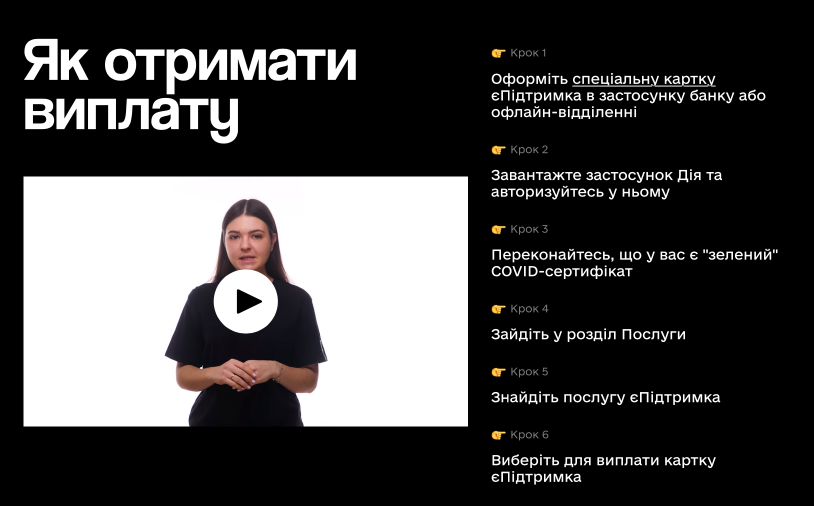 Як отримати
виплату
👉 Крок 1
Оформіть спеціальну картку
єПідтримка в застосунку банку або
офлайн-відділенні
👉 Крок 2
Завантажте застосунок Дія та
авторизуйтесь у ньому
👉 Крок 3
Переконайтесь, що у вас є "зелений"
COVID-сертифікат
👉 Крок 4
Зайдіть у розділ Послуги
👉 Крок 5
Знайдіть послугу єПідтримка
👉 Крок 6
Виберіть для виплати картку
єПідтримка